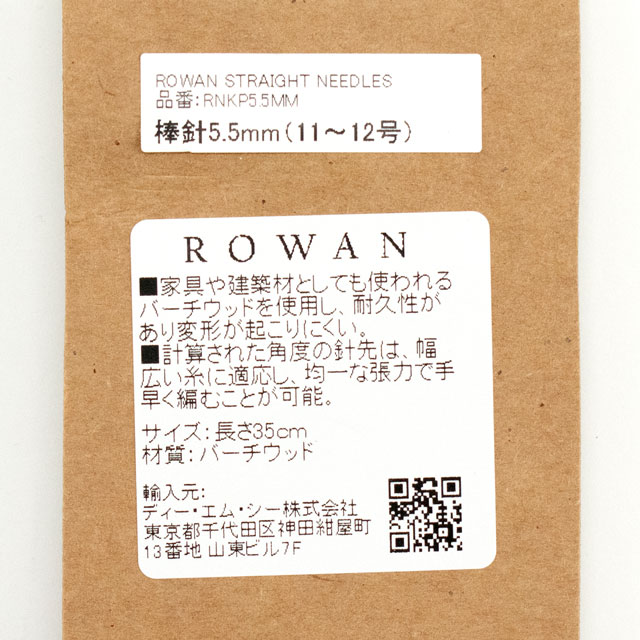 ROWAN STRAIGHT NEEDLES
品番:RNKP5.5MM
棒針5.5mm(11～12号)
ROWAN
■家具や建築材としても使われる
バーチウッドを使用し、耐久性が
あり変形が起こりにくい。
■計算された角度の針先は、幅
広い糸に適応し、均一な張力で手
早く編むことが可能。
サイズ:長さ35cm
材質:バーチウッド
輸入元:
ディー・エム・シー株式会社
東京都千代田区神田紺屋町
13番地 山東ビル7F